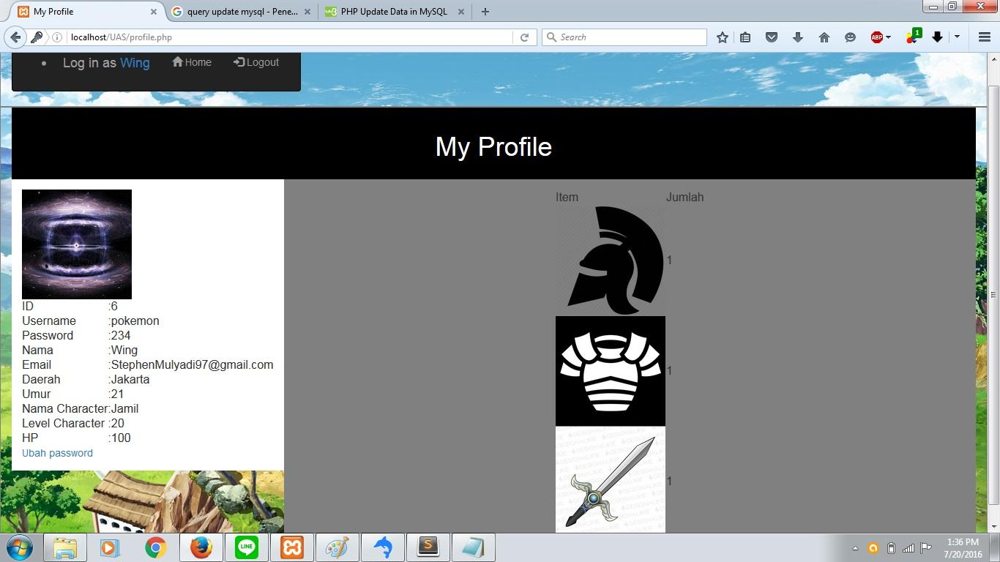 My Profile
query update mysql - Pene...
PHP Update Data in MySQL
localhost/UAS/profile.php
Search
ABP
1
Log in as Wing
Home
Logout
My Profile
ID :6
Username :pokemon
Password :234
Nama :Wing
Email :StephenMulyadi97@gmail.com
Daerah :Jakarta
Umur :21
Nama Character:Jamil
Level Character :20
HP :100
Ubah password
Item Jumlah
1
1
1
LINE
S
1:36 PM
7/20/2016